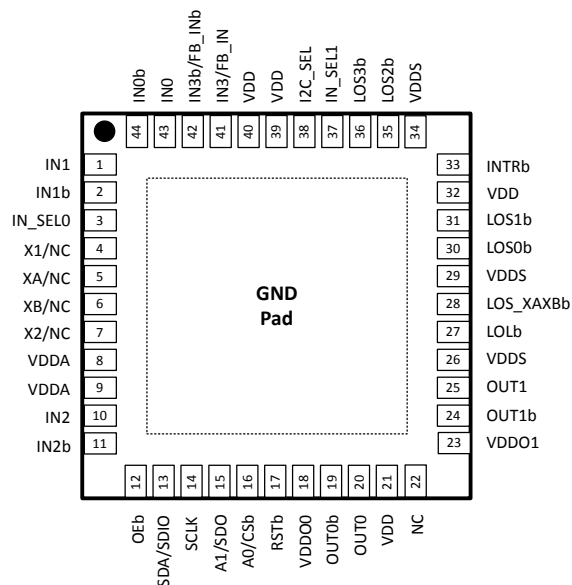 IN0b
IN0
IN3b/FB_INb
IN3/FB_IN
VDD
VDD
I2C_SEL
IN_SEL1
LOS3b
LOS2b
VDDS
44
43
42
41
40
39
38
37
36
35
34
IN1 1
IN1b 2
IN_SEL0 3
X1/NC 4
XA/NC 5
XB/NC 6
X2/NC 7
VDDA 8
VDDA 9
IN2 10
IN2b 11
GND
Pad
33 INTRb
32 VDD
31 LOS1b
30 LOS0b
29 VDDS
28 LOS_XAXBb
27 LOLb
26 VDDS
25 OUT1
24 OUT1b
23 VDDO1
12
13
14
15
16
17
18
19
20
21
22
OEb
SDA/SDIO
SCLK
A1/SDO
A0/CSb
RSTb
VDDO0
OUT0b
OUT0
VDD
NC